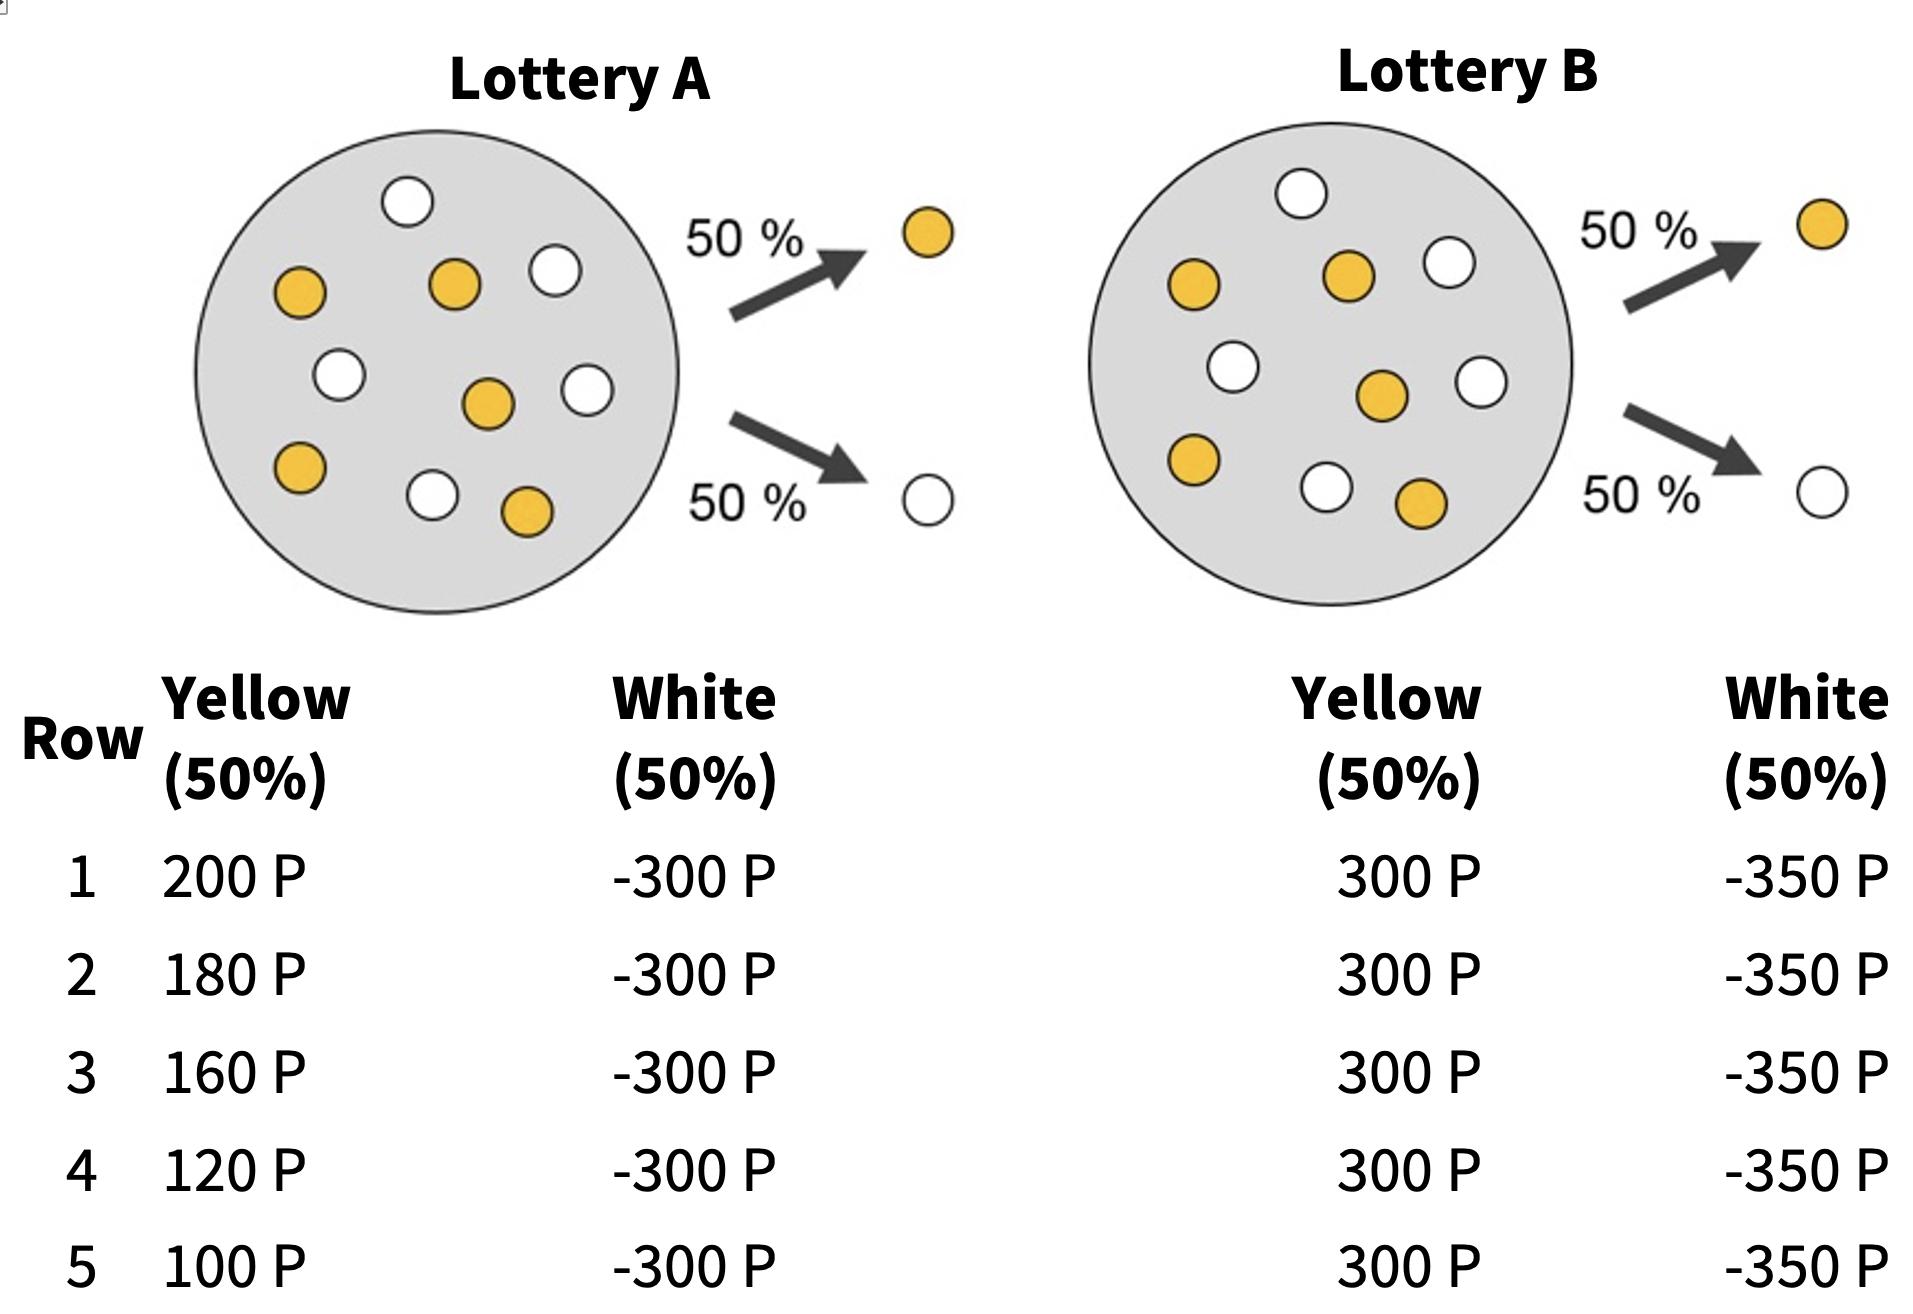 Lottery A
Lottery B
50 %
50 %
50 %
50 %
Row Yellow (50%) White (50%) Yellow (50%) White (50%)
1 200 P -300 P 300 P -350 P
2 180 P -300 P 300 P -350 P
3 160 P -300 P 300 P -350 P
4 120 P -300 P 300 P -350 P
5 100 P -300 P 300 P -350 P